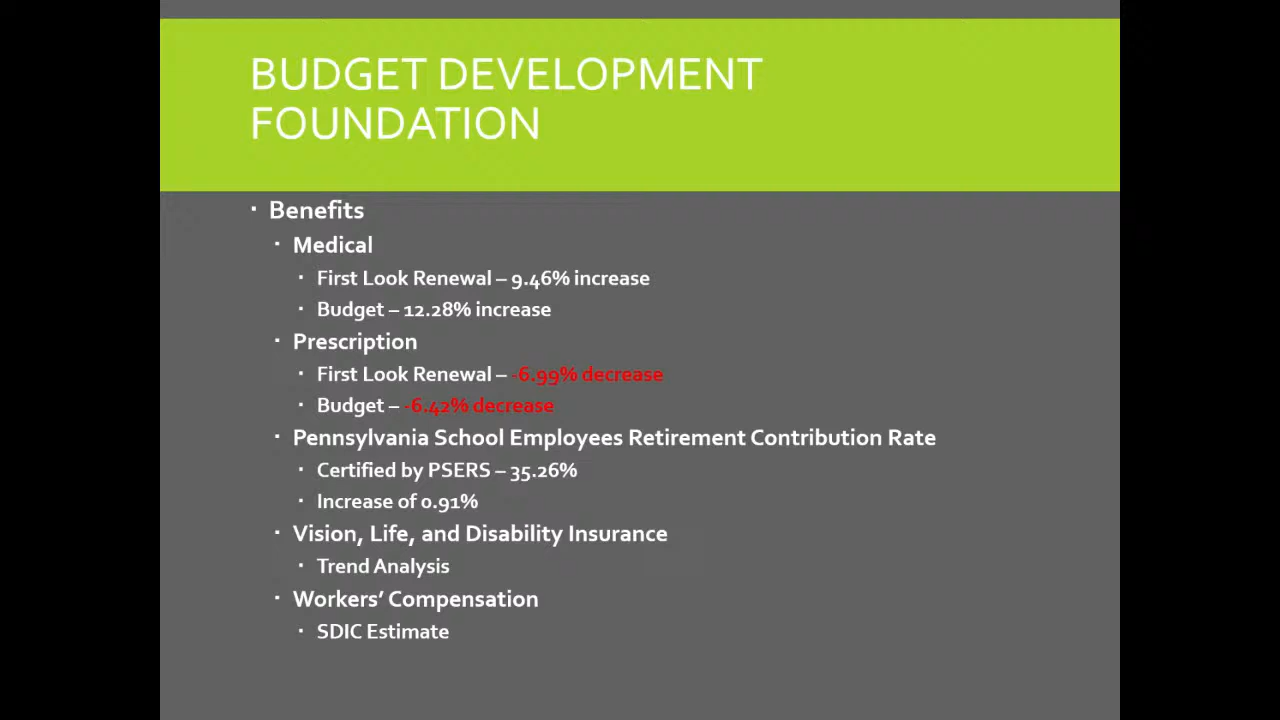 BUDGET DEVELOPMENT
FOUNDATION
▪ Benefits
▪ Medical
▪ First Look Renewal – 9.46% increase
▪ Budget – 12.28% increase
▪ Prescription
▪ First Look Renewal – -6.99% decrease
▪ Budget – -6.42% decrease
▪ Pennsylvania School Employees Retirement Contribution Rate
▪ Certified by PSERS – 35.26%
▪ Increase of 0.91%
▪ Vision, Life, and Disability Insurance
▪ Trend Analysis
▪ Workers’ Compensation
▪ SDIC Estimate